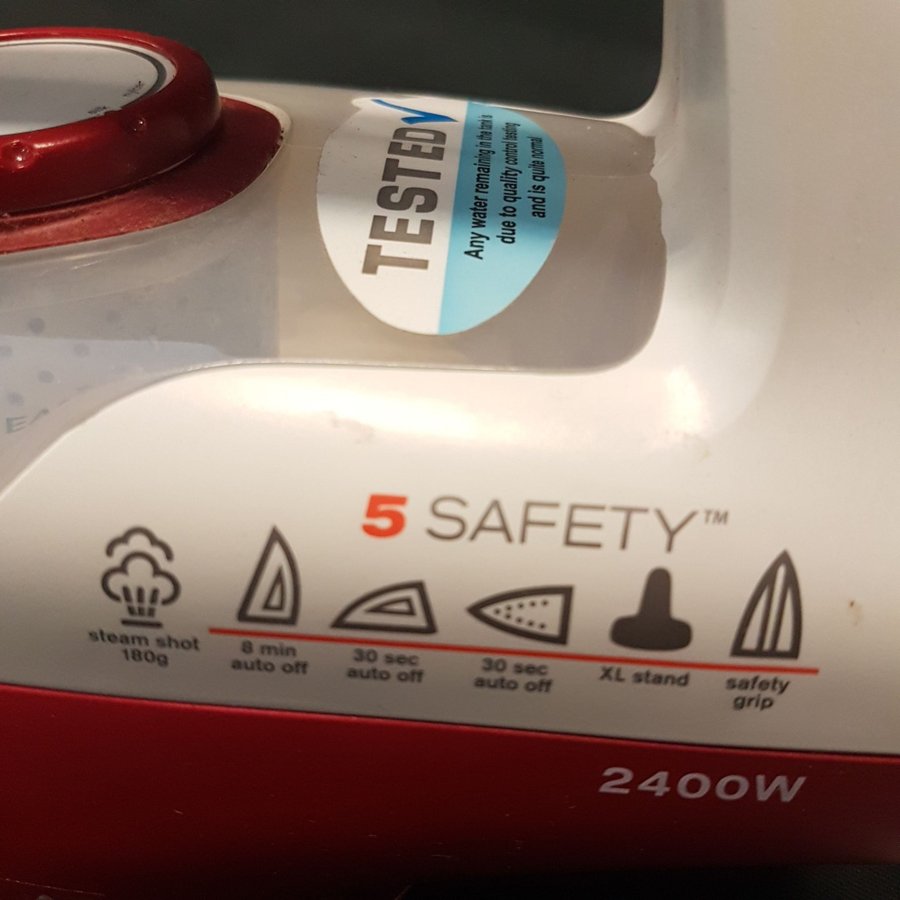 TESTED
Any water remaining in the tank is
due to quality control testing
and is quite normal
5 SAFETY™
steam shot
180g
8 min
auto off
30 sec
auto off
30 sec
auto off
XL stand
safety
grip
2400W